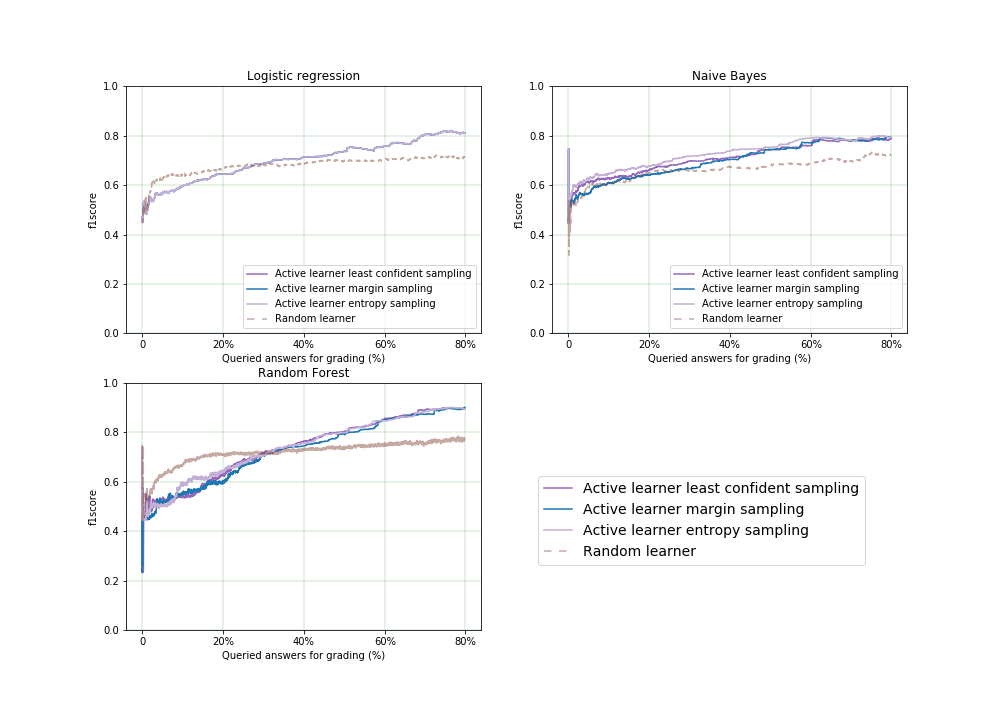 Logistic regression
1.0
0.8
0.6
0.4
0.2
0.0
f1score
Active learner least confident sampling
Active learner margin sampling
Active learner entropy sampling
Random learner
0 20% 40% 60% 80%
Queried answers for grading (%)
Naive Bayes
1.0
0.8
0.6
0.4
0.2
0.0
f1score
Active learner least confident sampling
Active learner margin sampling
Active learner entropy sampling
Random learner
0 20% 40% 60% 80%
Queried answers for grading (%)
Random Forest
1.0
0.8
0.6
0.4
0.2
0.0
f1score
0 20% 40% 60% 80%
Queried answers for grading (%)
Active learner least confident sampling
Active learner margin sampling
Active learner entropy sampling
Random learner